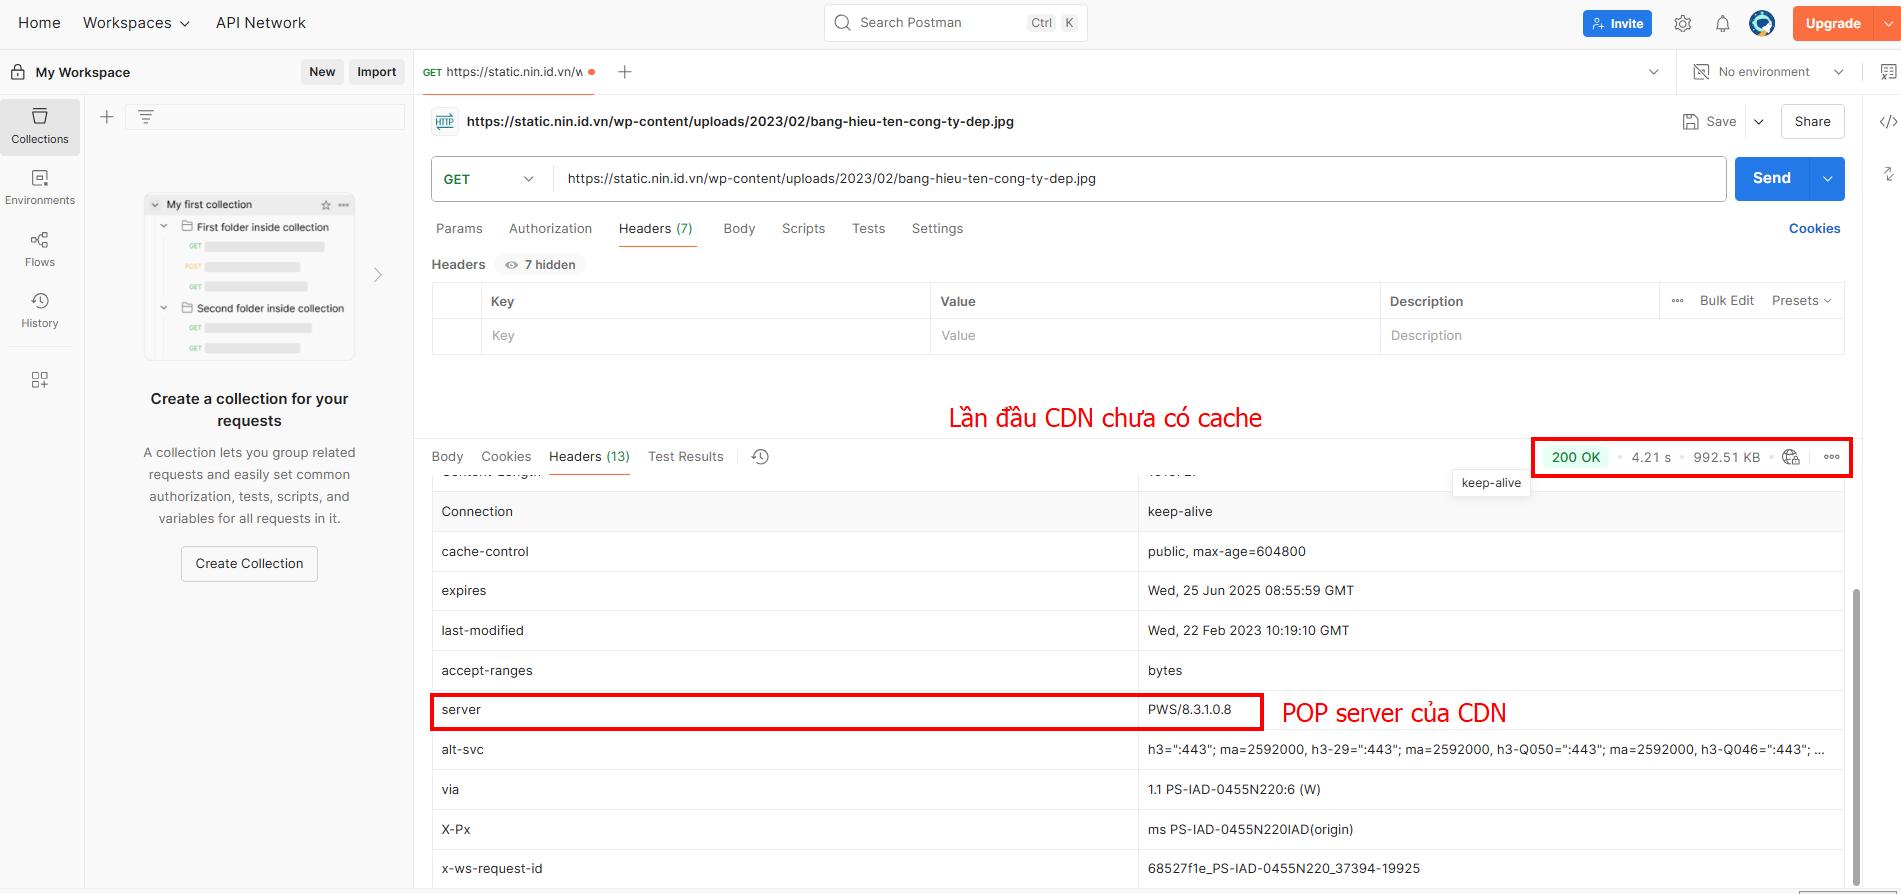 Home Workspaces API Network Search Postman Ctrl K Invite Upgrade
My Workspace New Import GET https://static.nin.id.vn/w No environment
Collections
Environments
Flows
History
My first collection
First folder inside collection
GET
POST
GET
Second folder inside collection
GET
GET
Create a collection for your
requests
A collection lets you group related
requests and easily set common
authorization, tests, scripts, and
variables for all requests in it.
Create Collection
HTTP https://static.nin.id.vn/wp-content/uploads/2023/02/bang-hieu-ten-cong-ty-dep.jpg Save Share
GET https://static.nin.id.vn/wp-content/uploads/2023/02/bang-hieu-ten-cong-ty-dep.jpg Send
Params Authorization Headers (7) Body Scripts Tests Settings Cookies
Headers 7 hidden
Key Value Description Bulk Edit Presets
Key Value Description
Lần đầu CDN chưa có cache
Body Cookies Headers (13) Test Results 200 OK • 4.21 s • 992.51 KB
keep-alive
Connection keep-alive
cache-control public, max-age=604800
expires Wed, 25 Jun 2025 08:55:59 GMT
last-modified Wed, 22 Feb 2023 10:19:10 GMT
accept-ranges bytes
server PWS/8.3.1.0.8 POP server của CDN
alt-svc h3=":443"; ma=2592000, h3-29=":443"; ma=2592000, h3-Q050=":443"; ma=2592000, h3-Q046=":443"; ...
via 1.1 PS-IAD-0455N220:6 (W)
X-Px ms PS-IAD-0455N220IAD(origin)
x-ws-request-id 68527f1e_PS-IAD-0455N220_37394-19925